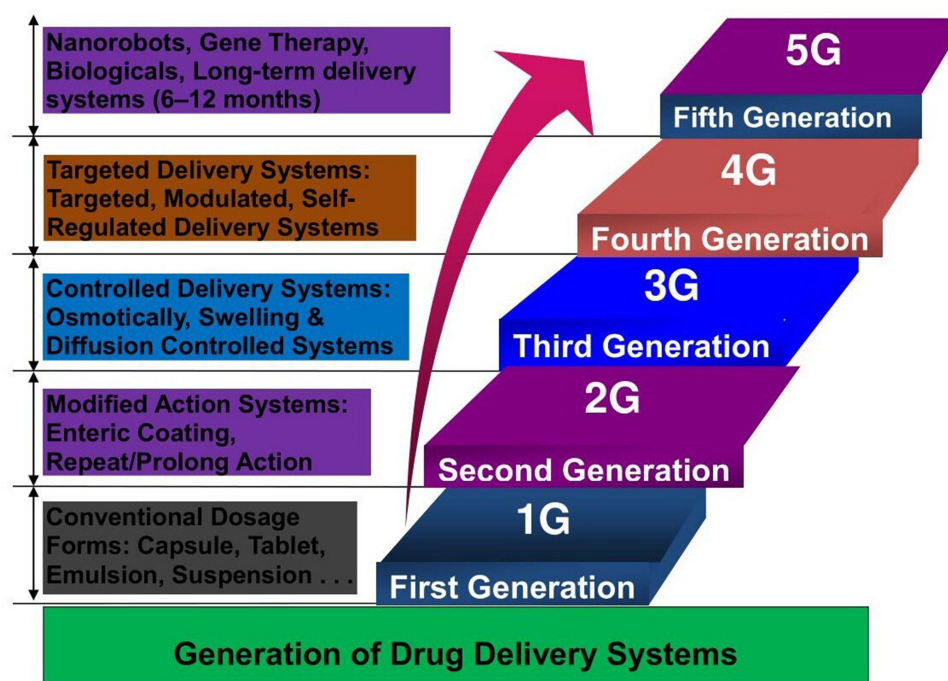 Nanorobots, Gene Therapy,
Biologicals, Long-term delivery
systems (6–12 months)
5G
Fifth Generation
Targeted Delivery Systems:
Targeted, Modulated, Self-
Regulated Delivery Systems
4G
Fourth Generation
Controlled Delivery Systems:
Osmotically, Swelling &
Diffusion Controlled Systems
3G
Third Generation
Modified Action Systems:
Enteric Coating,
Repeat/Prolong Action
2G
Second Generation
Conventional Dosage
Forms: Capsule, Tablet,
Emulsion, Suspension . . .
1G
First Generation
Generation of Drug Delivery Systems